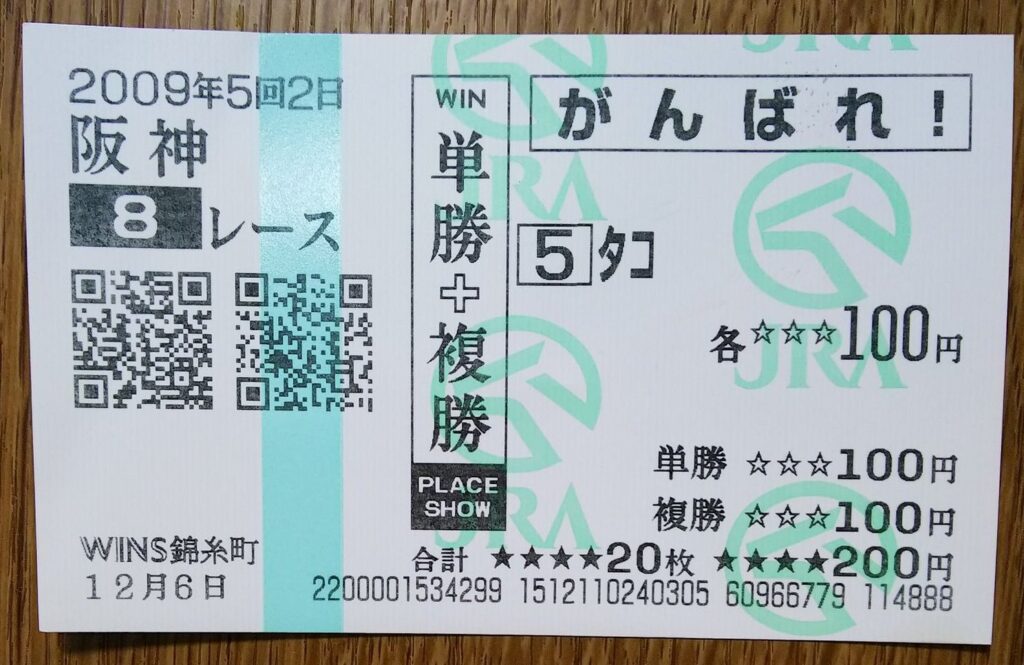 2009年5回2日
阪神
8レース
WINS錦糸町
12月6日
WIN
単勝+複勝
PLACE
SHOW
がんばれ！
5 ﾀｺ
各☆☆☆100円
単勝 ☆☆☆100円
複勝 ☆☆☆100円
合計 ★★★★20枚 ★★★★200円
2200001534299 1512110240305 60966779 114888
JRA
JRA
JRA
JRA